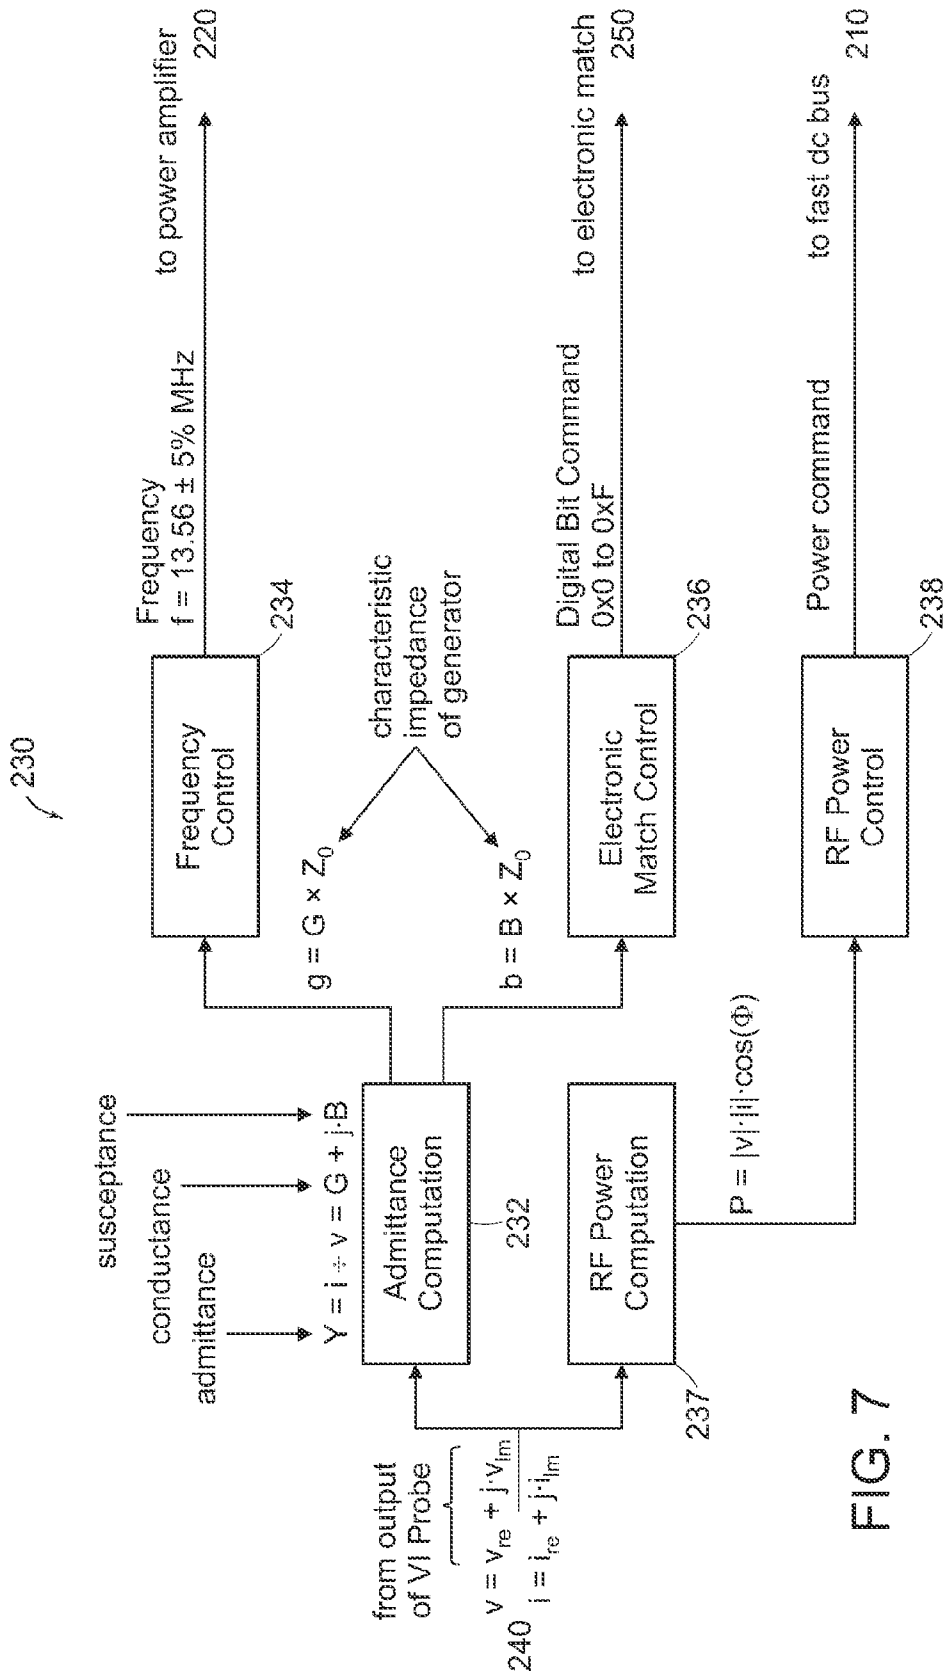 230
from output
of VI Probe
v = v_re + j·v_Im
i = i_re + j·i_Im
240
susceptance
conductance
admittance
Y = i ÷ v = G + j·B
Admittance
Computation
232
RF Power
Computation
237
g = G × Z_0
b = B × Z_0
characteristic
impedance
of generator
P = |v|·|i|·cos(Φ)
Frequency
Control
234
Frequency
f = 13.56 ± 5% MHz
to power amplifier
220
Electronic
Match Control
236
Digital Bit Command
0x0 to 0xF
to electronic match
250
RF Power
Control
238
Power command
to fast dc bus
210
FIG. 7